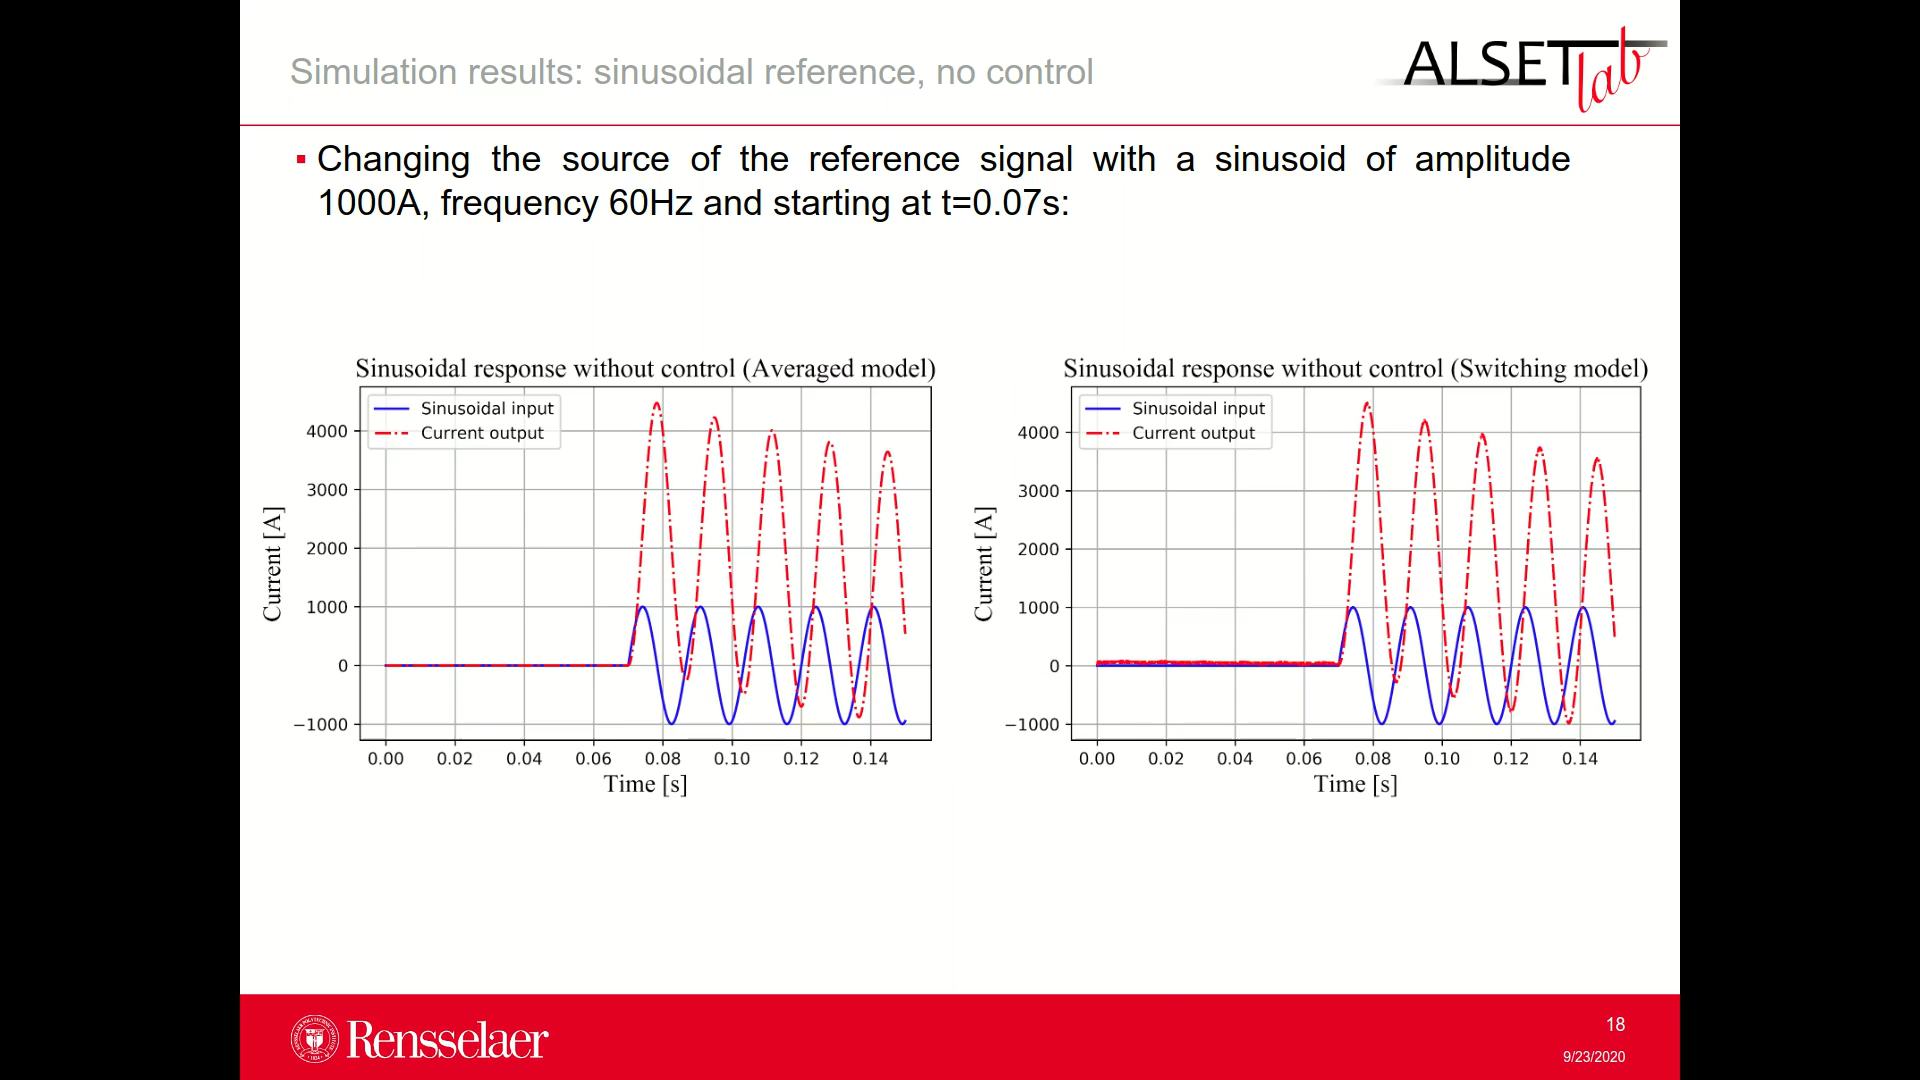 Simulation results: sinusoidal reference, no control
ALSETLab
▪ Changing the source of the reference signal with a sinusoid of amplitude
1000A, frequency 60Hz and starting at t=0.07s:
Sinusoidal response without control (Averaged model)
Sinusoidal input
Current output
4000
3000
2000
1000
0
−1000
Current [A]
0.00 0.02 0.04 0.06 0.08 0.10 0.12 0.14
Time [s]
Sinusoidal response without control (Switching model)
Sinusoidal input
Current output
4000
3000
2000
1000
0
−1000
Current [A]
0.00 0.02 0.04 0.06 0.08 0.10 0.12 0.14
Time [s]
Rensselaer
18
9/23/2020